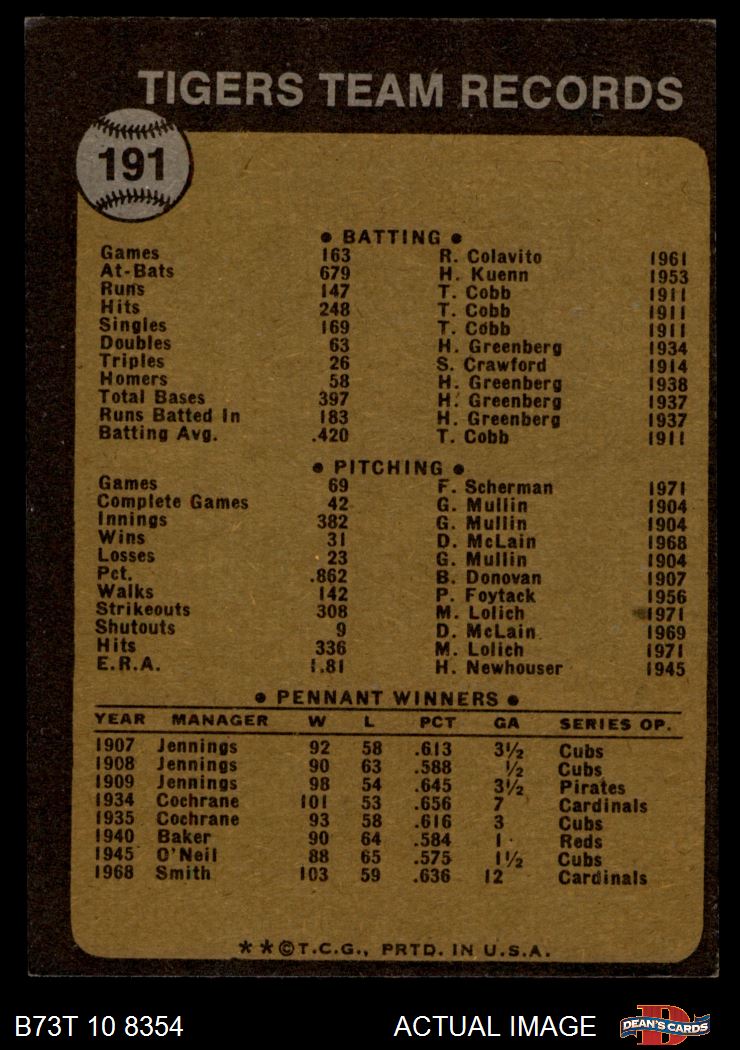 TIGERS TEAM RECORDS
191
• BATTING •
Games 163 R. Colavito 1961
At-Bats 679 H. Kuenn 1953
Runs 147 T. Cobb 1911
Hits 248 T. Cobb 1911
Singles 169 T. Cobb 1911
Doubles 63 H. Greenberg 1934
Triples 26 S. Crawford 1914
Homers 58 H. Greenberg 1938
Total Bases 397 H. Greenberg 1937
Runs Batted In 183 H. Greenberg 1937
Batting Avg. .420 T. Cobb 1911
• PITCHING •
Games 69 F. Scherman 1971
Complete Games 42 G. Mullin 1904
Innings 382 G. Mullin 1904
Wins 31 D. McLain 1968
Losses 23 G. Mullin 1904
Pct. .862 B. Donovan 1907
Walks 142 P. Foytack 1956
Strikeouts 308 M. Lolich 1971
Shutouts 9 D. McLain 1969
Hits 336 M. Lolich 1971
E.R.A. 1.81 H. Newhouser 1945
• PENNANT WINNERS •
YEAR MANAGER W L PCT GA SERIES OP.
1907 Jennings 92 58 .613 3½ Cubs
1908 Jennings 90 63 .588 ½ Cubs
1909 Jennings 98 54 .645 3½ Pirates
1934 Cochrane 101 53 .656 7 Cardinals
1935 Cochrane 93 58 .616 3 Cubs
1940 Baker 90 64 .584 1 Reds
1945 O'Neil 88 65 .575 1½ Cubs
1968 Smith 103 59 .636 12 Cardinals
**©T.C.G., PRTD. IN U.S.A.
B73T 10 8354 ACTUAL IMAGE
D
DEAN'S CARDS